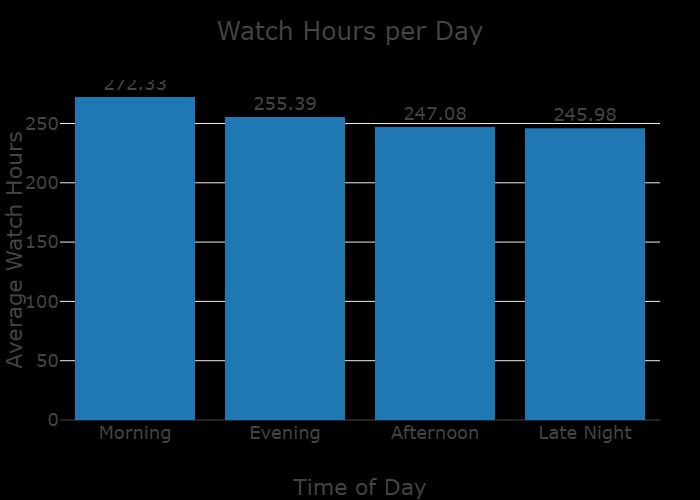 Watch Hours per Day
272.33
255.39
247.08
245.98
Average Watch Hours
250
200
150
100
50
0
Morning
Evening
Afternoon
Late Night
Time of Day